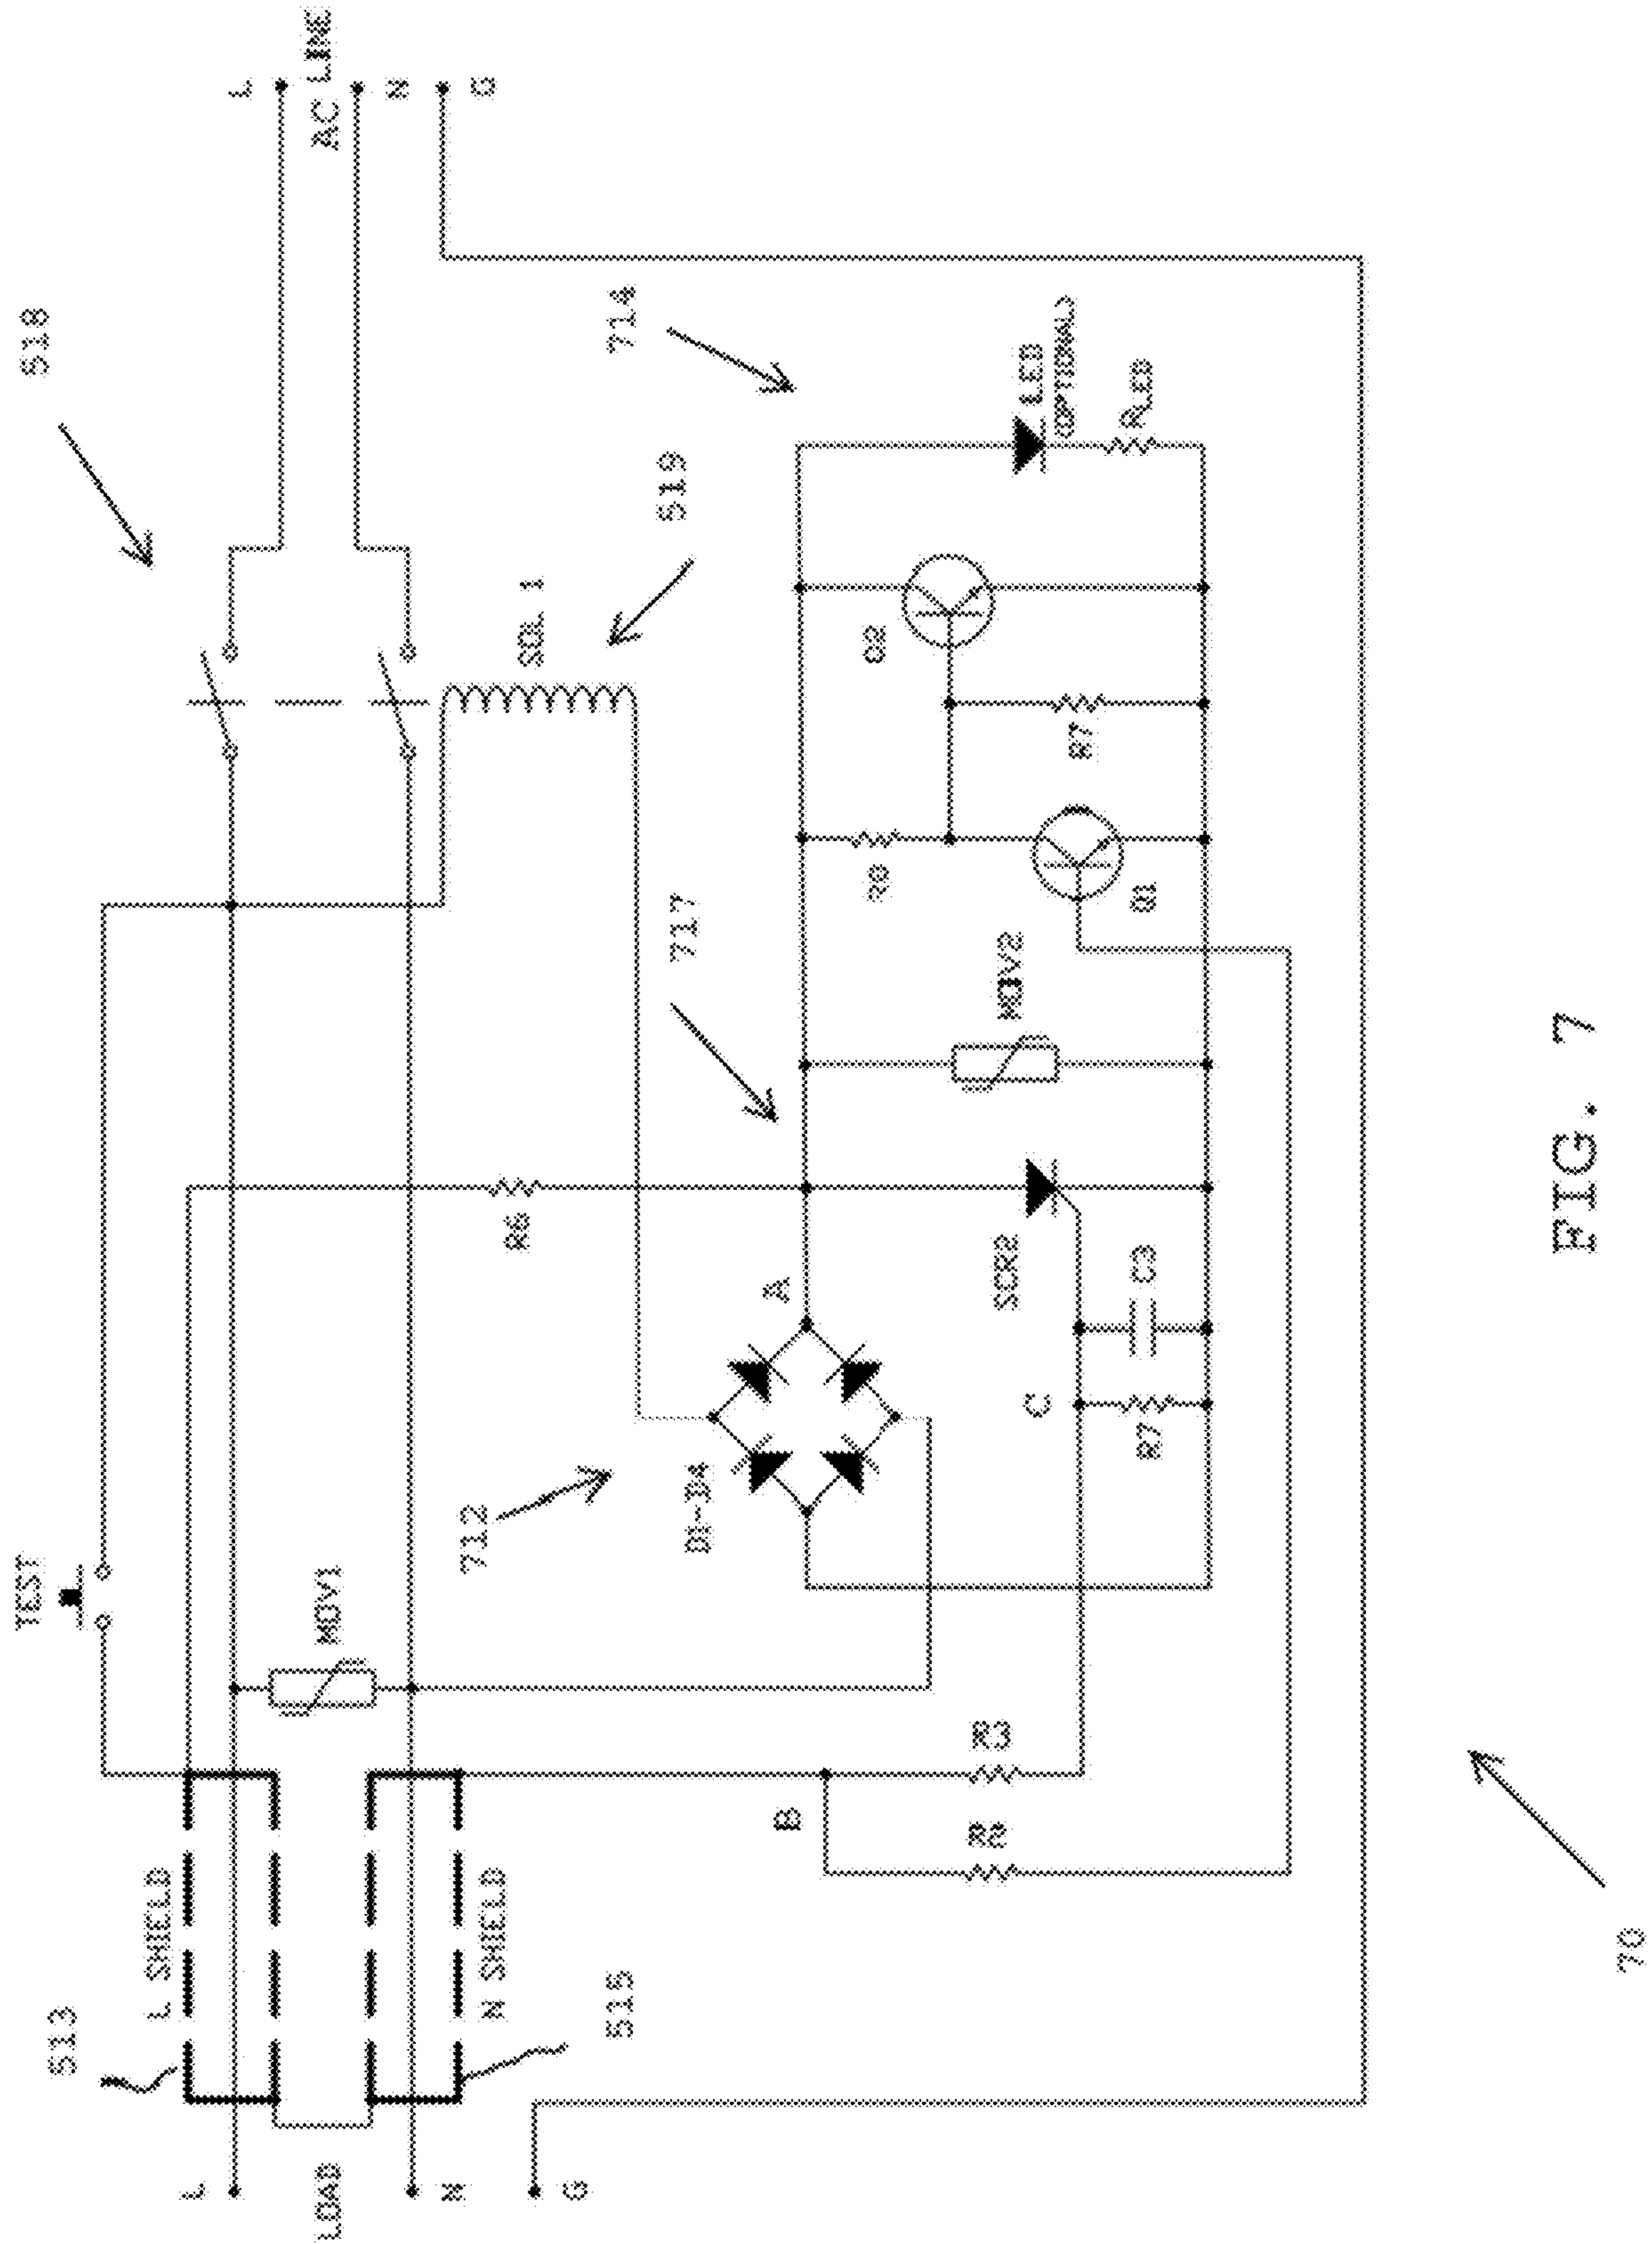 518
L
AC LINE
N
G
519
714
SOL 1
717
LED
(OPTIONAL)
RLED
Q2
R7
R9
Q1
MOV2
TEST
R6
712
MOV1
D1-D4
A
SCR2
C3
C
R7
513
L SHIELD
N SHIELD
515
B
R3
R2
L
LOAD
N
G
70
FIG. 7